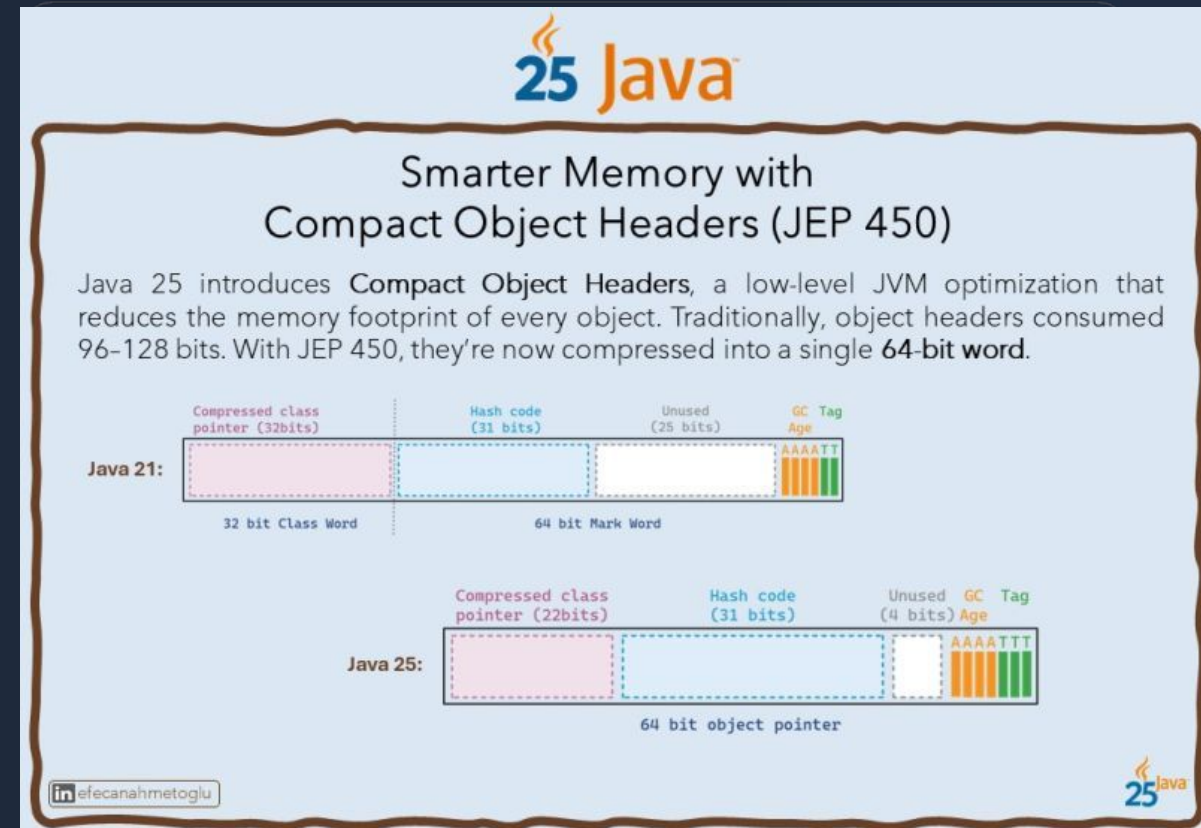 25 Java
Smarter Memory with
Compact Object Headers (JEP 450)
Java 25 introduces Compact Object Headers, a low-level JVM optimization that
reduces the memory footprint of every object. Traditionally, object headers consumed
96-128 bits. With JEP 450, they're now compressed into a single 64-bit word.
Compressed class Hash code Unused GC Tag
pointer (32bits) (31 bits) (25 bits) Age
AAAATT
Java 21:
32 bit Class Word 64 bit Mark Word
Compressed class Hash code Unused GC Tag
pointer (22bits) (31 bits) (4 bits) Age
AAAATTT
Java 25:
64 bit object pointer
in efecanahmetoglu
25 Java